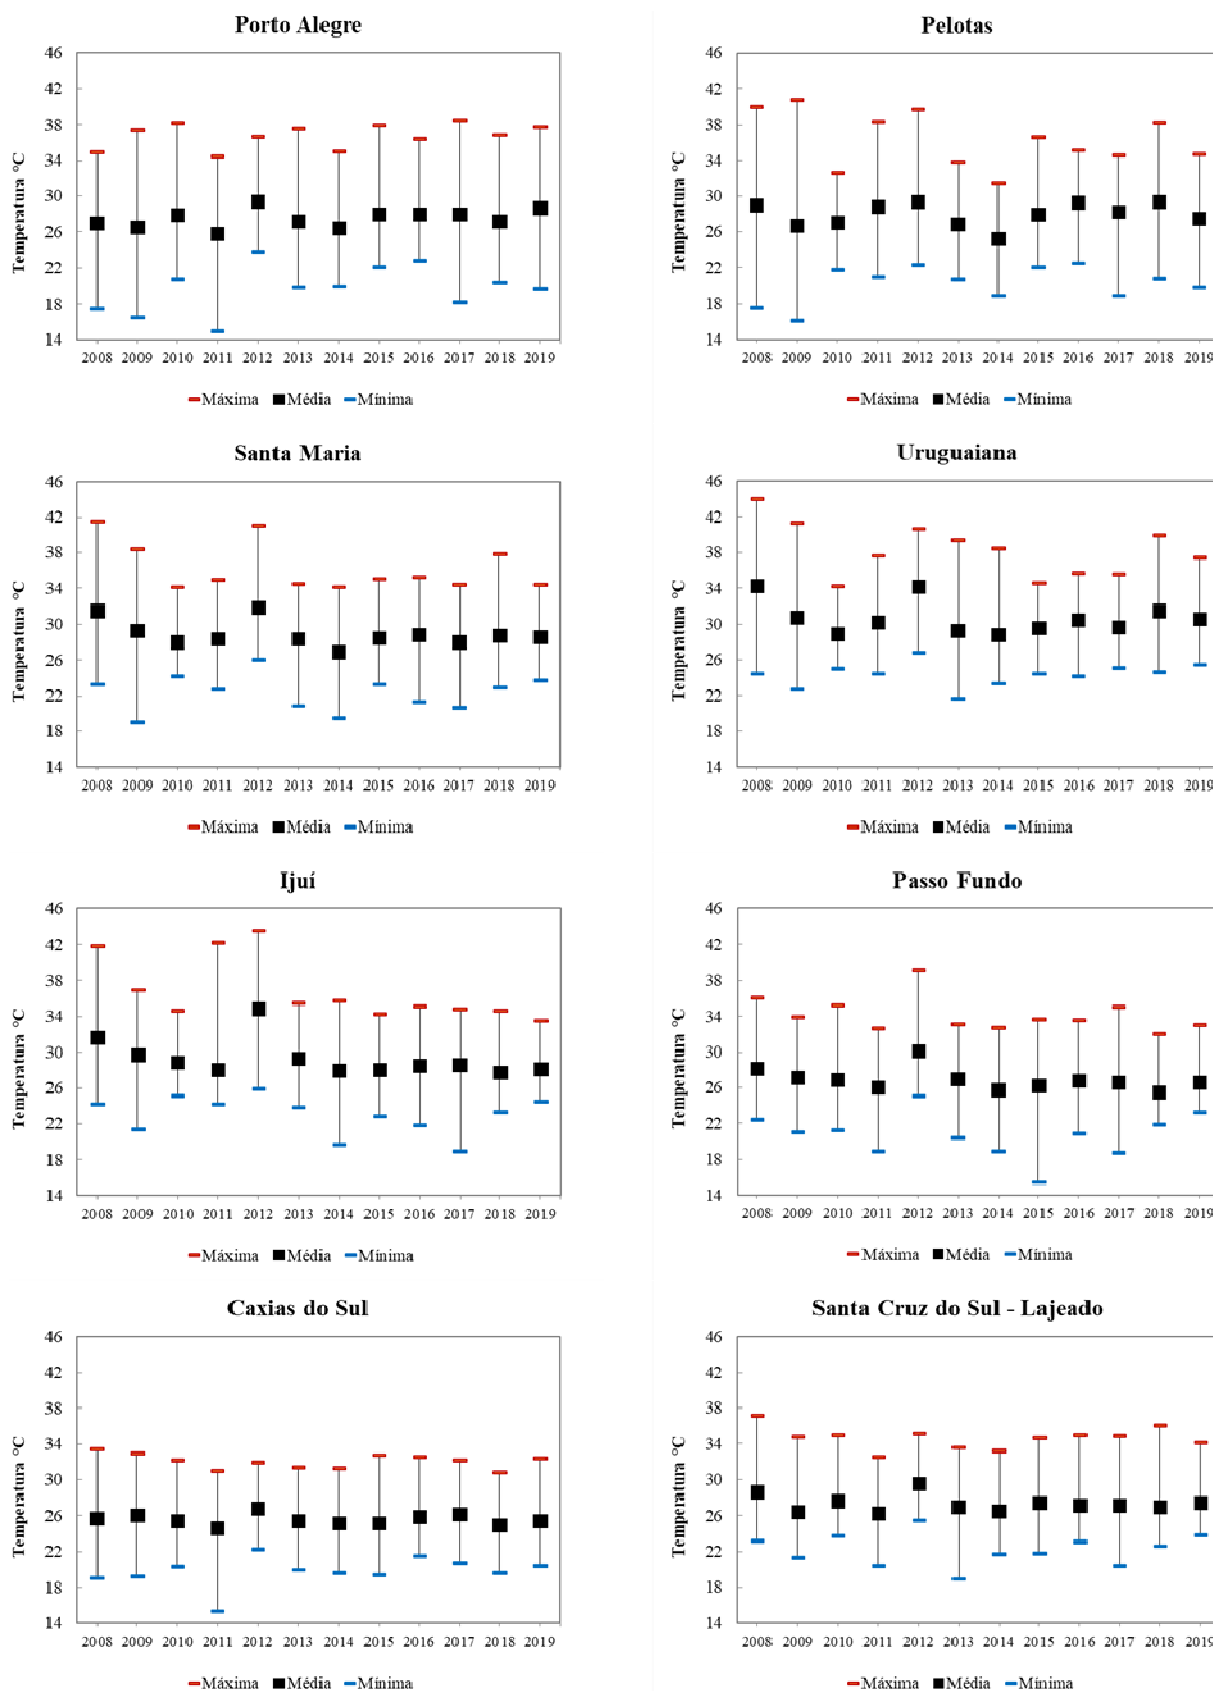 Porto Alegre
Temperatura °C
46
42
38
34
30
26
22
18
14
2008 2009 2010 2011 2012 2013 2014 2015 2016 2017 2018 2019
Máxima Média Mínima
Pelotas
Temperatura °C
46
42
38
34
30
26
22
18
14
2008 2009 2010 2011 2012 2013 2014 2015 2016 2017 2018 2019
Máxima Média Mínima
Santa Maria
Temperatura °C
46
42
38
34
30
26
22
18
14
2008 2009 2010 2011 2012 2013 2014 2015 2016 2017 2018 2019
Máxima Média Mínima
Uruguaiana
Temperatura °C
46
42
38
34
30
26
22
18
14
2008 2009 2010 2011 2012 2013 2014 2015 2016 2017 2018 2019
Máxima Média Mínima
Ijuí
Temperatura °C
46
42
38
34
30
26
22
18
14
2008 2009 2010 2011 2012 2013 2014 2015 2016 2017 2018 2019
Máxima Média Mínima
Passo Fundo
Temperatura °C
46
42
38
34
30
26
22
18
14
2008 2009 2010 2011 2012 2013 2014 2015 2016 2017 2018 2019
Máxima Média Mínima
Caxias do Sul
Temperatura °C
46
42
38
34
30
26
22
18
14
2008 2009 2010 2011 2012 2013 2014 2015 2016 2017 2018 2019
Máxima Média Mínima
Santa Cruz do Sul - Lajeado
Temperatura °C
46
42
38
34
30
26
22
18
14
2008 2009 2010 2011 2012 2013 2014 2015 2016 2017 2018 2019
Máxima Média Mínima